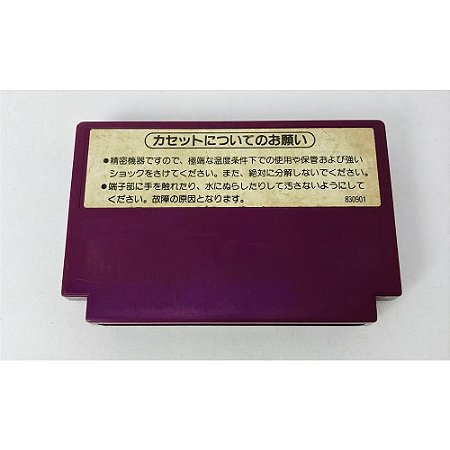 カセットについてのお願い
●精密機器ですので、極端な温度条件下での使用や保管および強い
ショックをさけてください。また、絶対に分解しないでください。
●端子部に手を触れたり、水にぬらしたりして汚さないようにして
ください。故障の原因となります。
830901